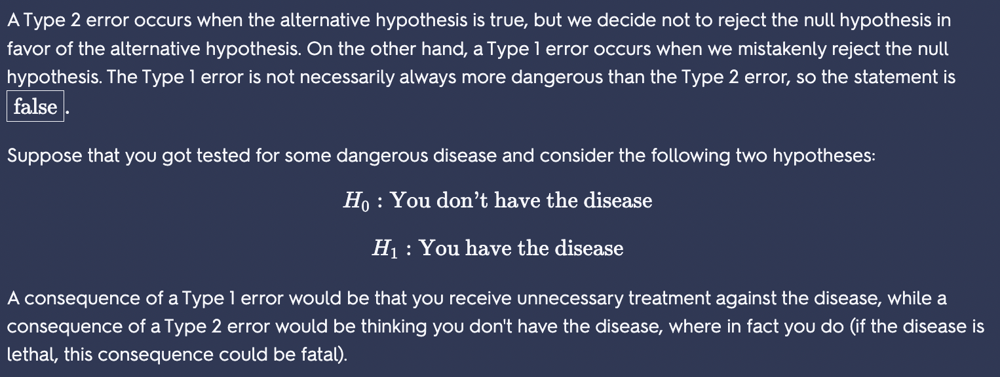 A Type 2 error occurs when the alternative hypothesis is true, but we decide not to reject the null hypothesis in
favor of the alternative hypothesis. On the other hand, a Type 1 error occurs when we mistakenly reject the null
hypothesis. The Type 1 error is not necessarily always more dangerous than the Type 2 error, so the statement is
false.
Suppose that you got tested for some dangerous disease and consider the following two hypotheses:
H₀ : You don't have the disease
H₁ : You have the disease
A consequence of a Type 1 error would be that you receive unnecessary treatment against the disease, while a
consequence of a Type 2 error would be thinking you don't have the disease, where in fact you do (if the disease is
lethal, this consequence could be fatal).